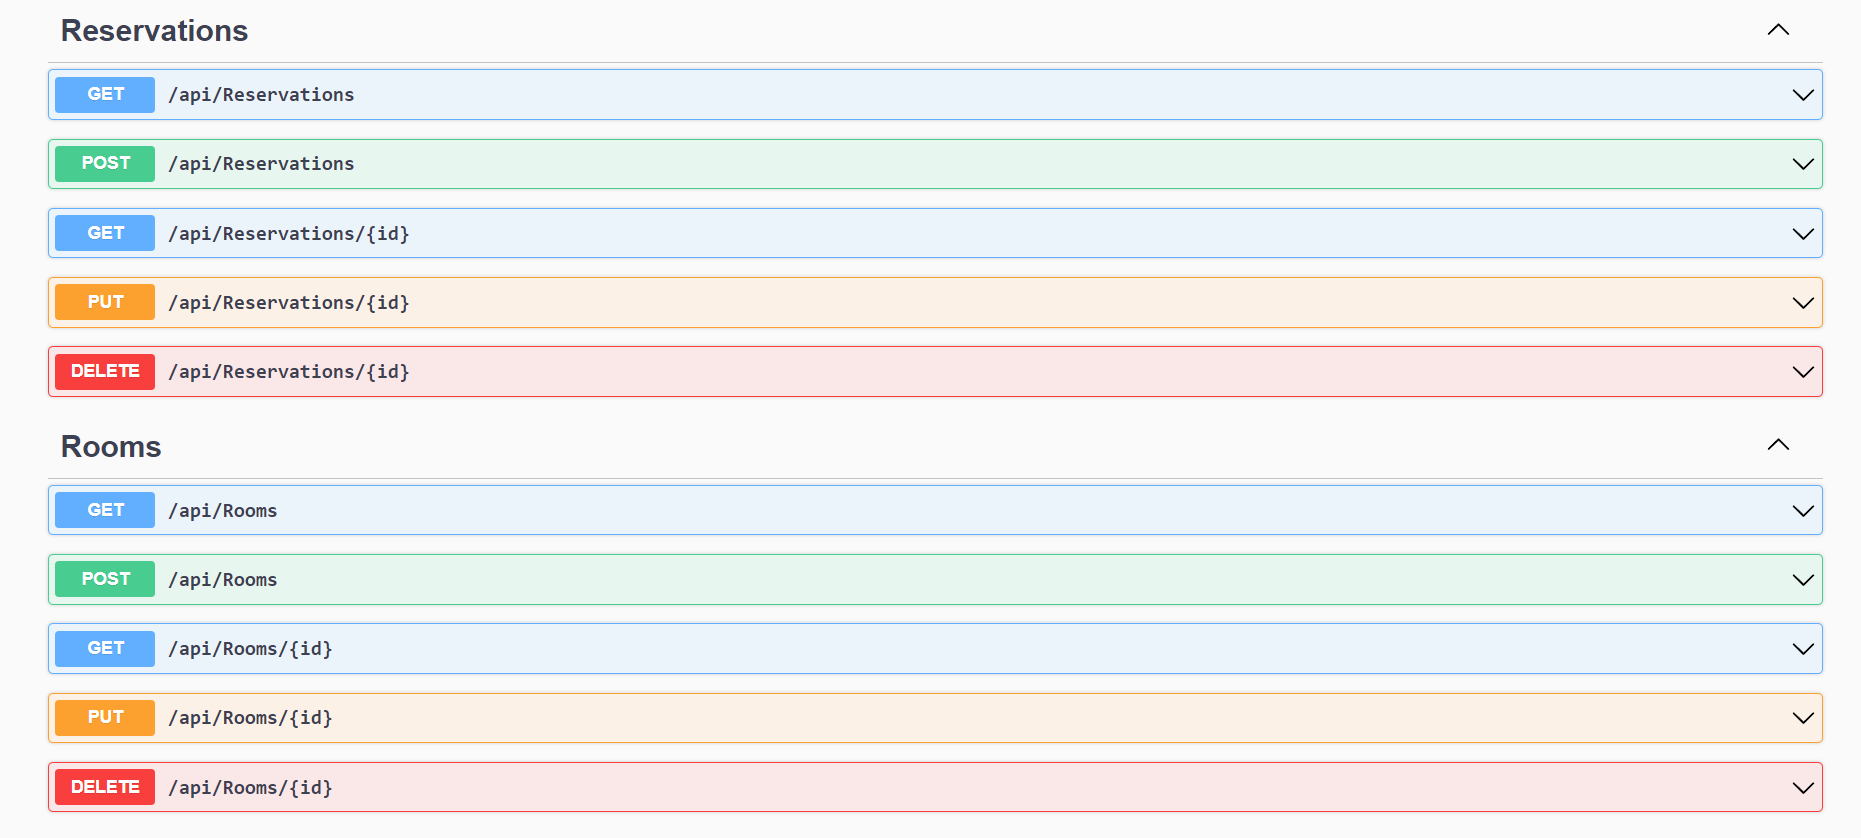 Reservations
GET /api/Reservations
POST /api/Reservations
GET /api/Reservations/{id}
PUT /api/Reservations/{id}
DELETE /api/Reservations/{id}
Rooms
GET /api/Rooms
POST /api/Rooms
GET /api/Rooms/{id}
PUT /api/Rooms/{id}
DELETE /api/Rooms/{id}